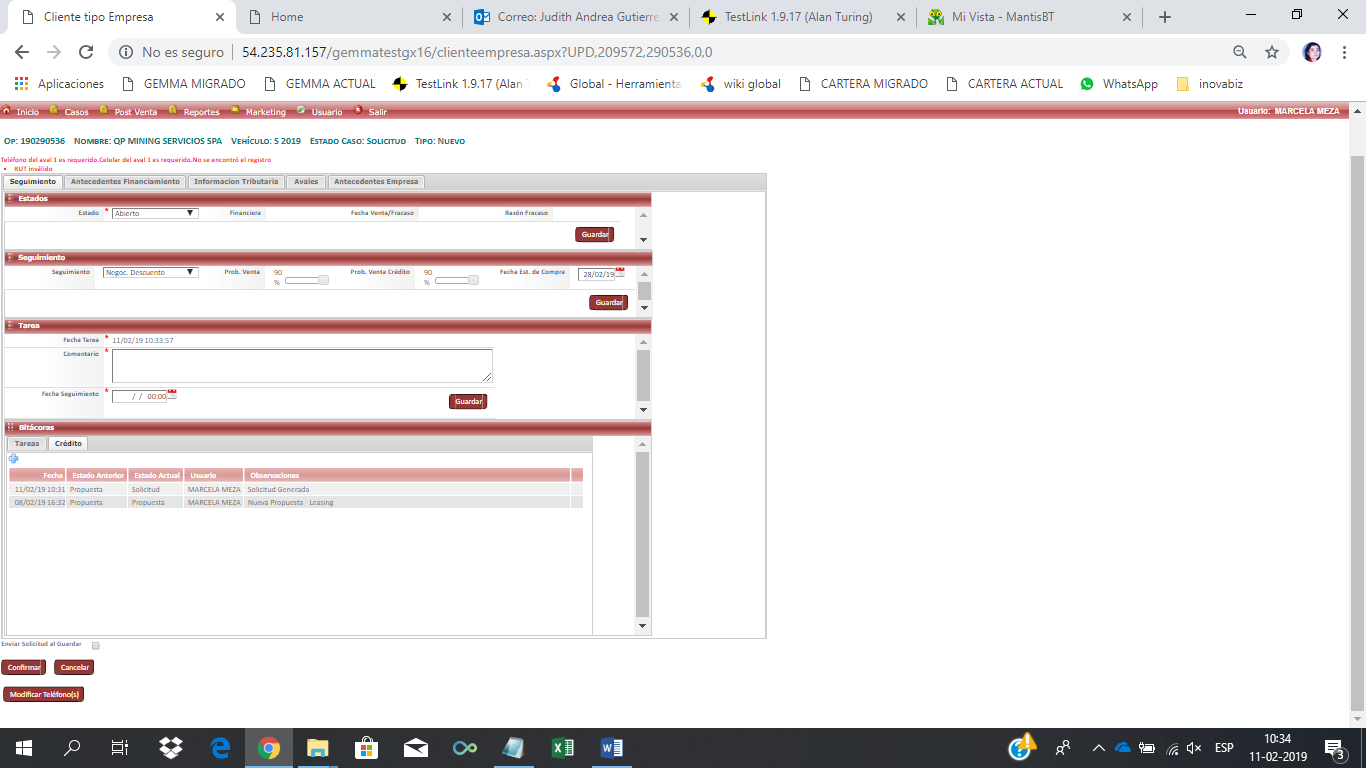 Cliente tipo Empresa
Home
Correo: Judith Andrea Gutierre
TestLink 1.9.17 (Alan Turing)
Mi Vista - MantisBT
No es seguro 54.235.81.157/gemmatestgx16/clienteempresa.aspx?UPD,209572,290536,0,0
Aplicaciones GEMMA MIGRADO GEMMA ACTUAL TestLink 1.9.17 (Alan Global - Herramienta wiki global CARTERA MIGRADO CARTERA ACTUAL WhatsApp inovabiz
Inicio Casos Post Venta Reportes Marketing Usuario Salir Usuario: MARCELA MEZA
Op: 190290536 Nombre: QP MINING SERVICIOS SPA Vehículo: S 2019 Estado Caso: Solicitud Tipo: Nuevo
Teléfono del aval 1 es requerido.Celular del aval 1 es requerido.No se encontró el registro
RUT inválido
Seguimiento Antecedentes Financiamiento Informacion Tributaria Avales Antecedentes Empresa
Estados
Estado * Abierto Financiera Fecha Venta/Fracaso Razón Fracaso
Guardar
Seguimiento
Seguimiento Negoc. Descuento Prob. Venta 90 % Prob. Venta Crédito 90 % Fecha Est. de Compra 28/02/19
Guardar
Tarea
Fecha Tarea * 11/02/19 10:33:57
Comentario *
Fecha Seguimiento * / / 00:00
Guardar
Bitácoras
Tareas Crédito
Fecha Estado Anterior Estado Actual Usuario Observaciones
11/02/19 10:31 Propuesta Solicitud MARCELA MEZA Solicitud Generada
08/02/19 16:32 Propuesta Propuesta MARCELA MEZA Nueva Propuesta - Leasing
Enviar Solicitud al Guardar
Confirmar Cancelar
Modificar Teléfono(s)
ESP
10:34
11-02-2019
3